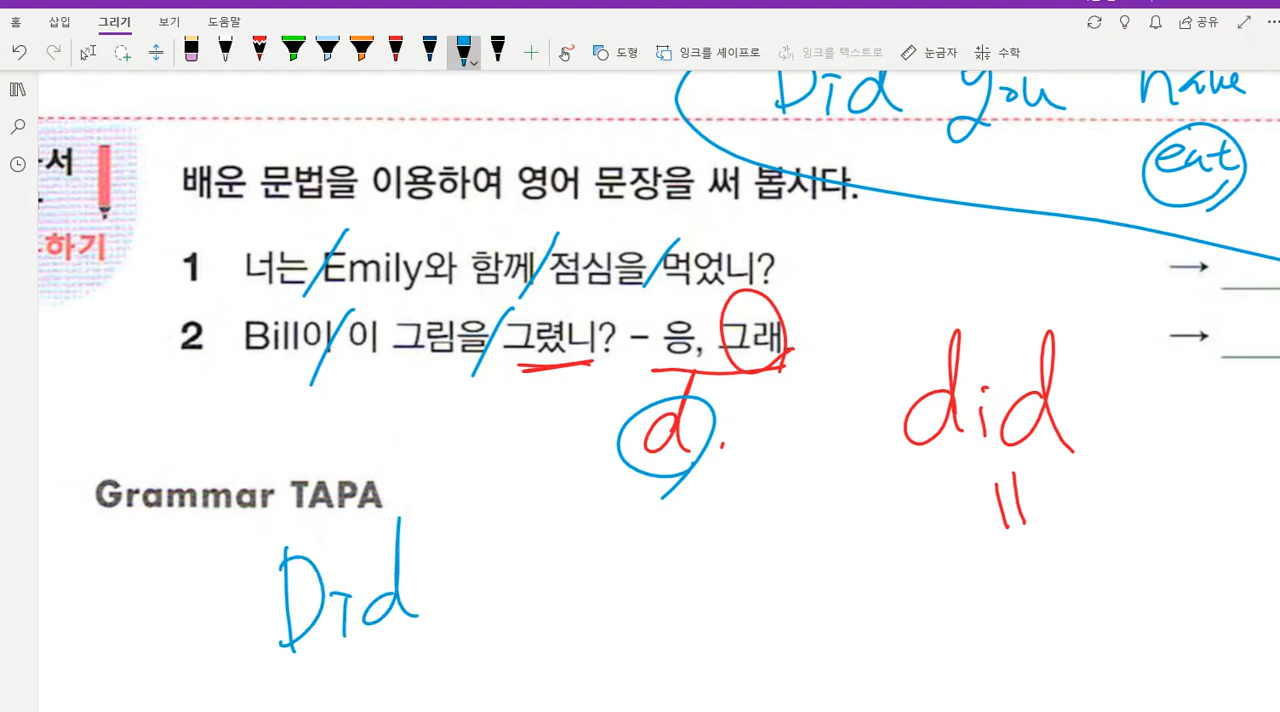 홈 삽입 그리기 보기 도움말 공유
도형 잉크를 셰이프로 잉크를 텍스트로 눈금자 수학
Did you have
eat
서
하기
배운 문법을 이용하여 영어 문장을 써 봅시다.
1 너는 Emily와 함께 점심을 먹었니? →
2 Bill이 이 그림을 그렸니? – 응, 그래 →
d.
did
Grammar TAPA
Did